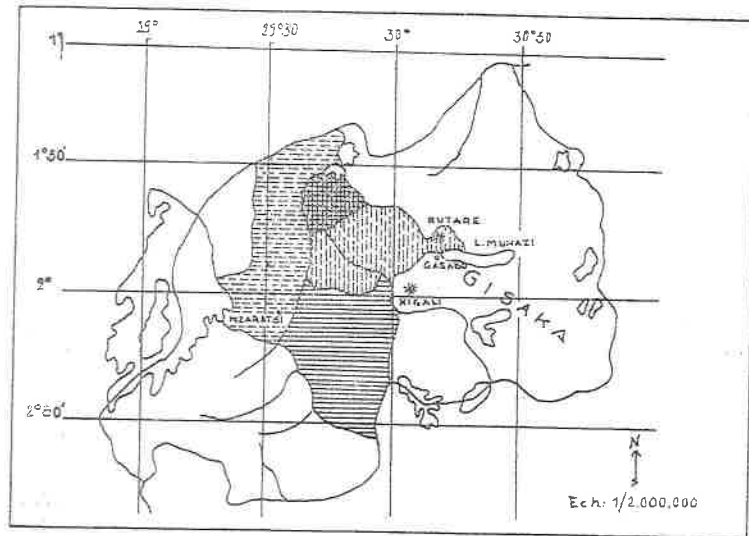 29° 29°30 30° 30°30
1°
1°30'
RUTARE
L. MUHAZI
GASABO
GISAKA
2°
KIGALI
2°30'
N
Ech: 1/2.000.000